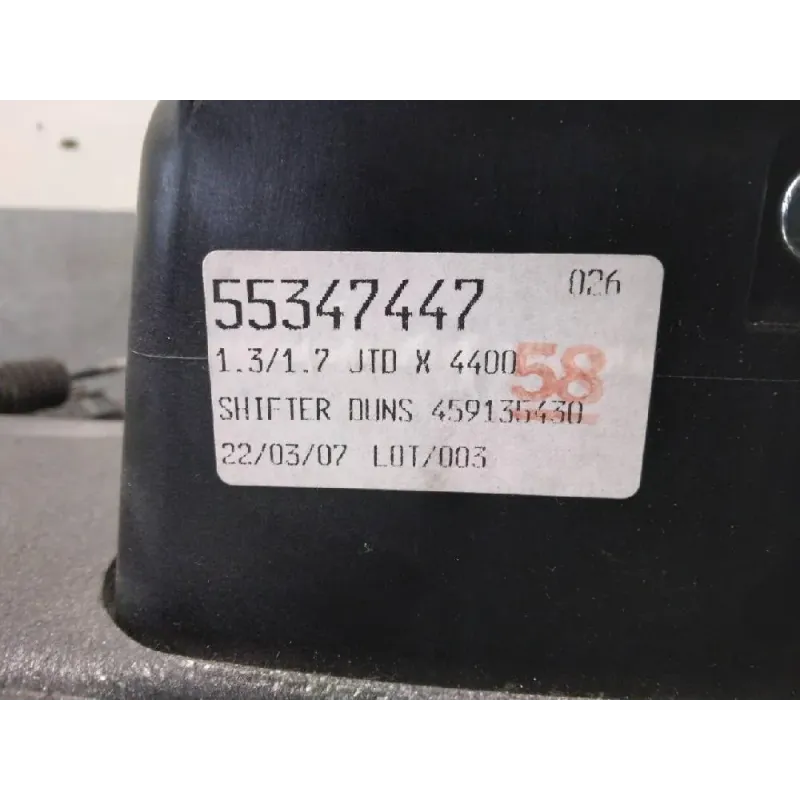 55347447 026
1.3/1.7 JTD X 4400 58
SHIFTER DUNS 459135430
22/03/07 LOT/003